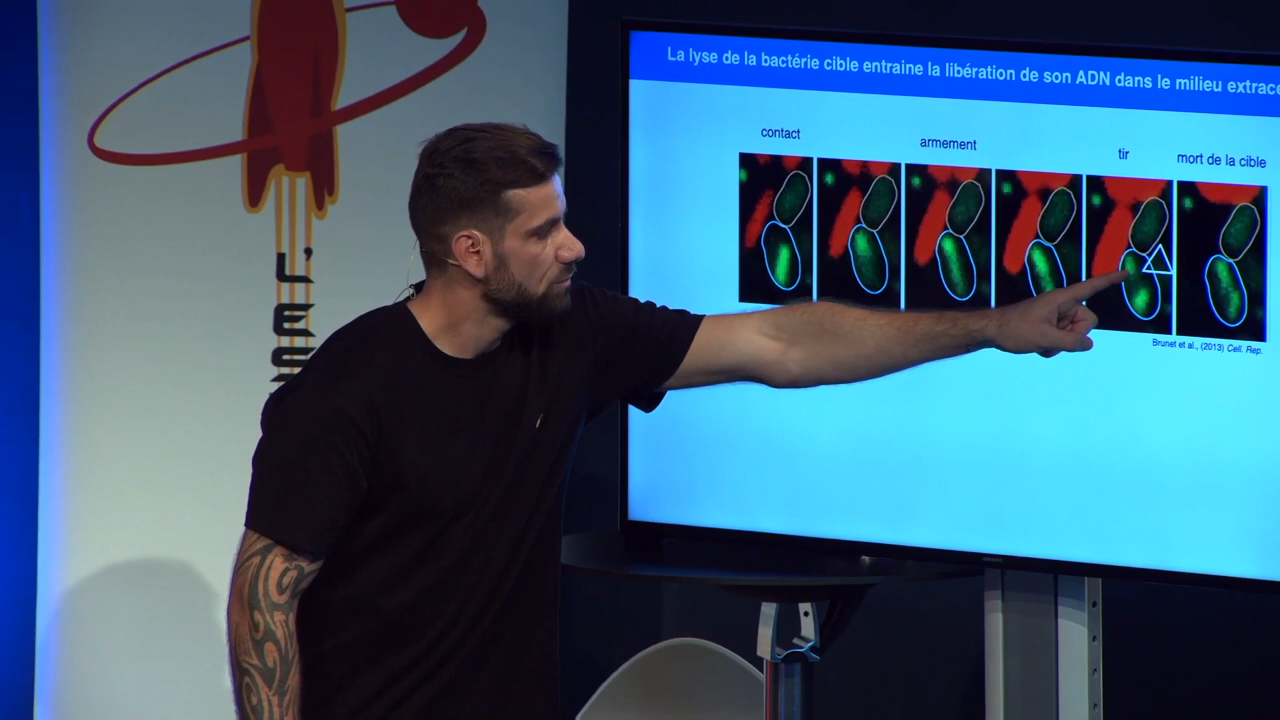 La lyse de la bactérie cible entraine la libération de son ADN dans le milieu
contact
armement
tir
mort de la cible
Brunet et al., (2013) Cell. Rep.
L'